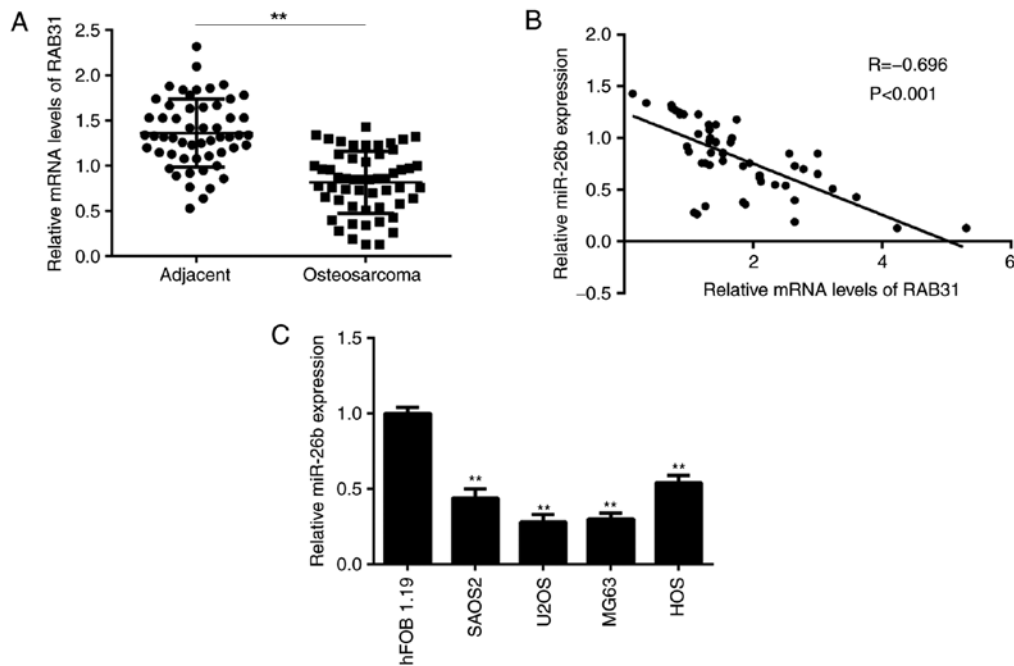 A
**
Relative mRNA levels of RAB31
2.5
2.0
1.5
1.0
0.5
0.0
Adjacent
Osteosarcoma
B
Relative miR-26b expression
2.0
1.5
1.0
0.5
0.0
−0.5
R=−0.696
P<0.001
2
4
6
Relative mRNA levels of RAB31
C
Relative miR-26b expression
1.5
1.0
0.5
0.0
**
**
**
**
hFOB 1.19
SAOS2
U2OS
MG63
HOS